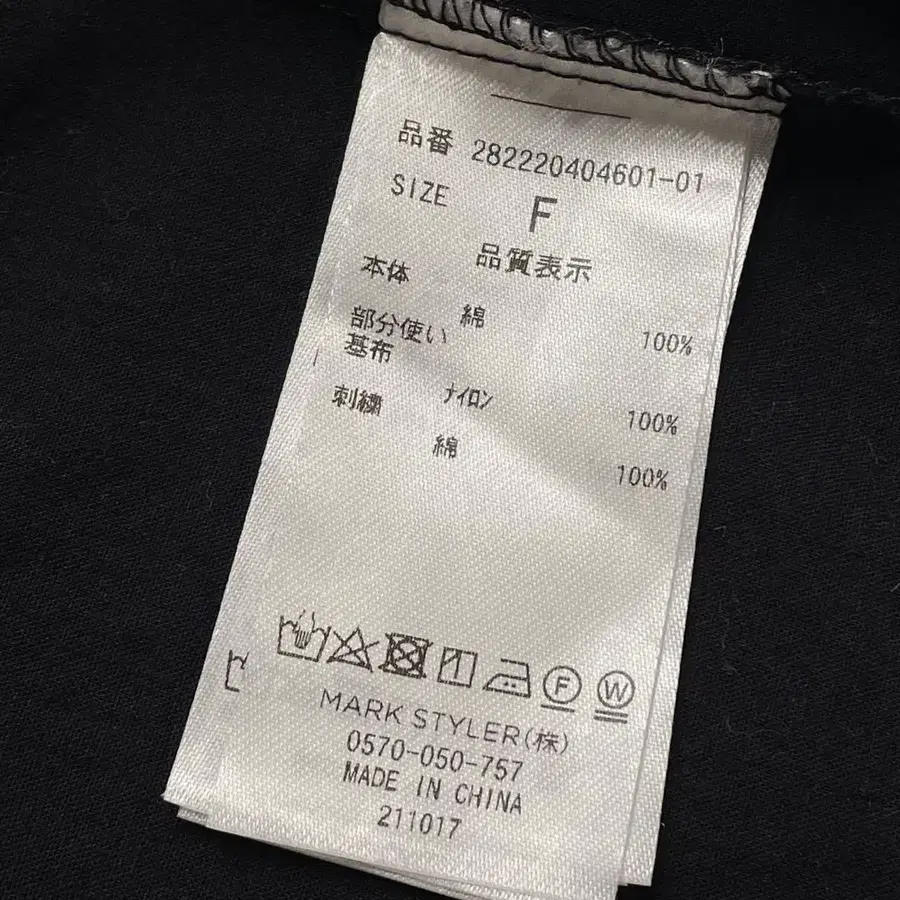 品番 282220404601-01
SIZE F
品質表示
本体
綿 100%
部分使い
基布
ナイロン 100%
刺繍
綿 100%
F W
MARK STYLER(株)
0570-050-757
MADE IN CHINA
211017